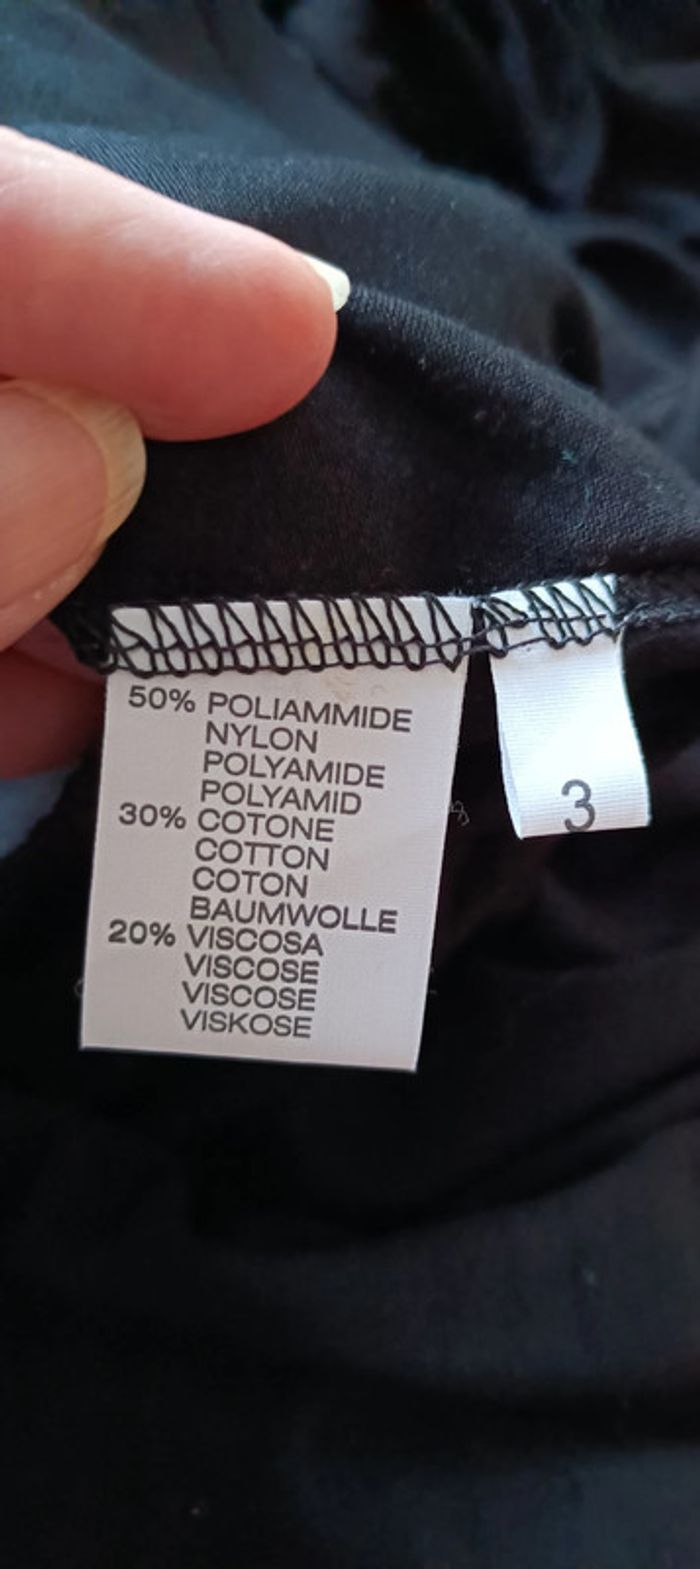 50% POLIAMMIDE
NYLON
POLYAMIDE
POLYAMID
30% COTONE
COTTON
COTON
BAUMWOLLE
20% VISCOSA
VISCOSE
VISCOSE
VISKOSE
3